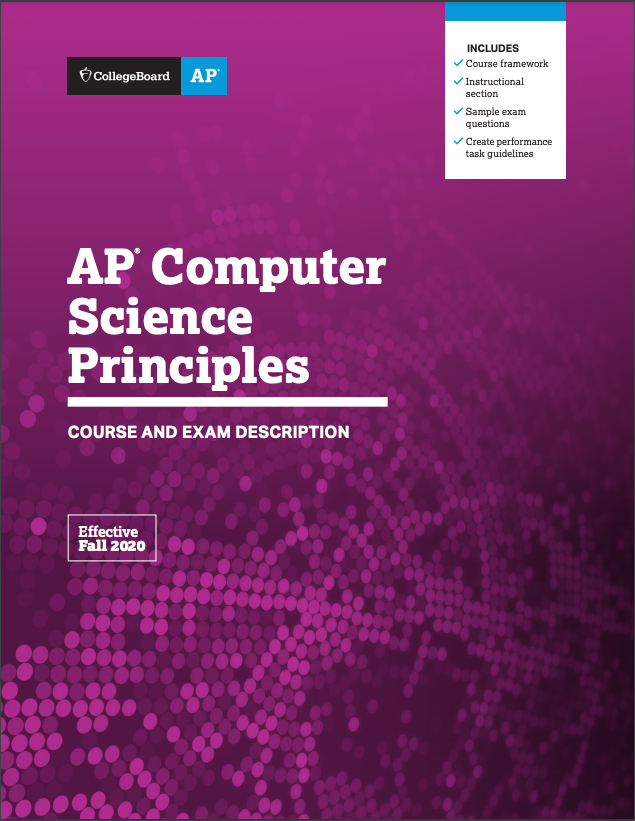 CollegeBoard
AP®
INCLUDES
Course framework
Instructional
section
Sample exam
questions
Create performance
task guidelines
AP® Computer
Science
Principles
COURSE AND EXAM DESCRIPTION
Effective
Fall 2020